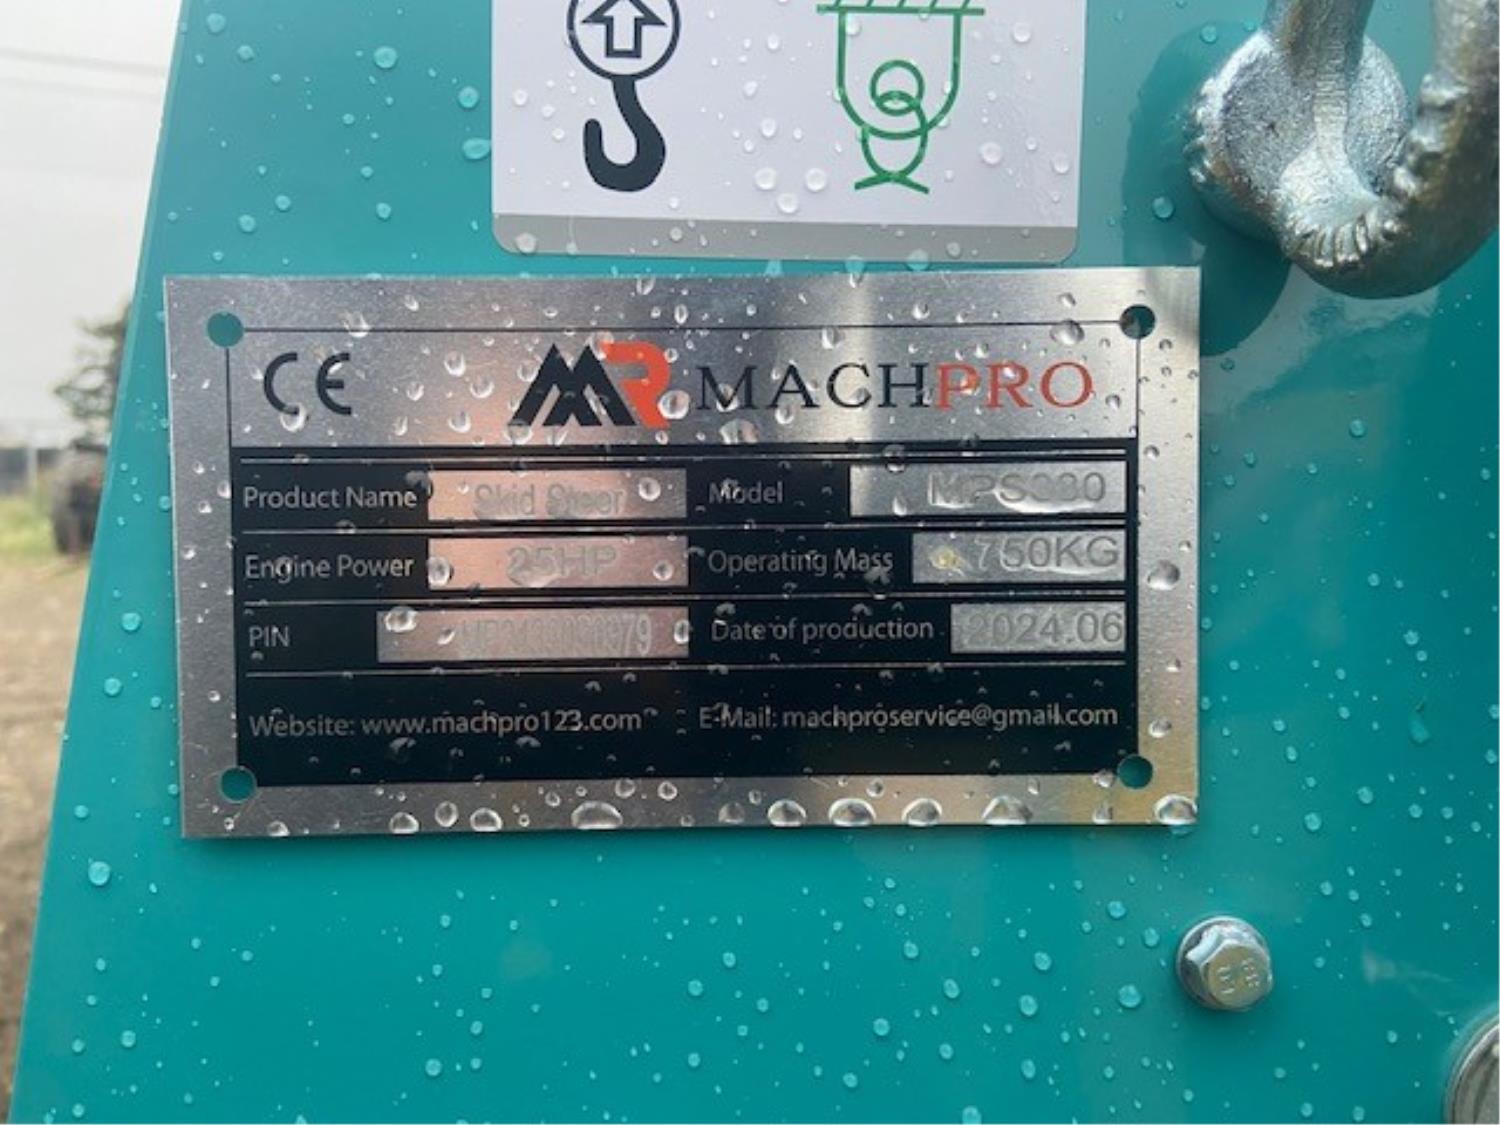 CE MR MACHPRO
Product Name Skid Steer Model
Engine Power 25HP Operating Mass 750KG
PIN Date of production 2024.06
Website: www.machpro123.com E-Mail: machproservice@gmail.com